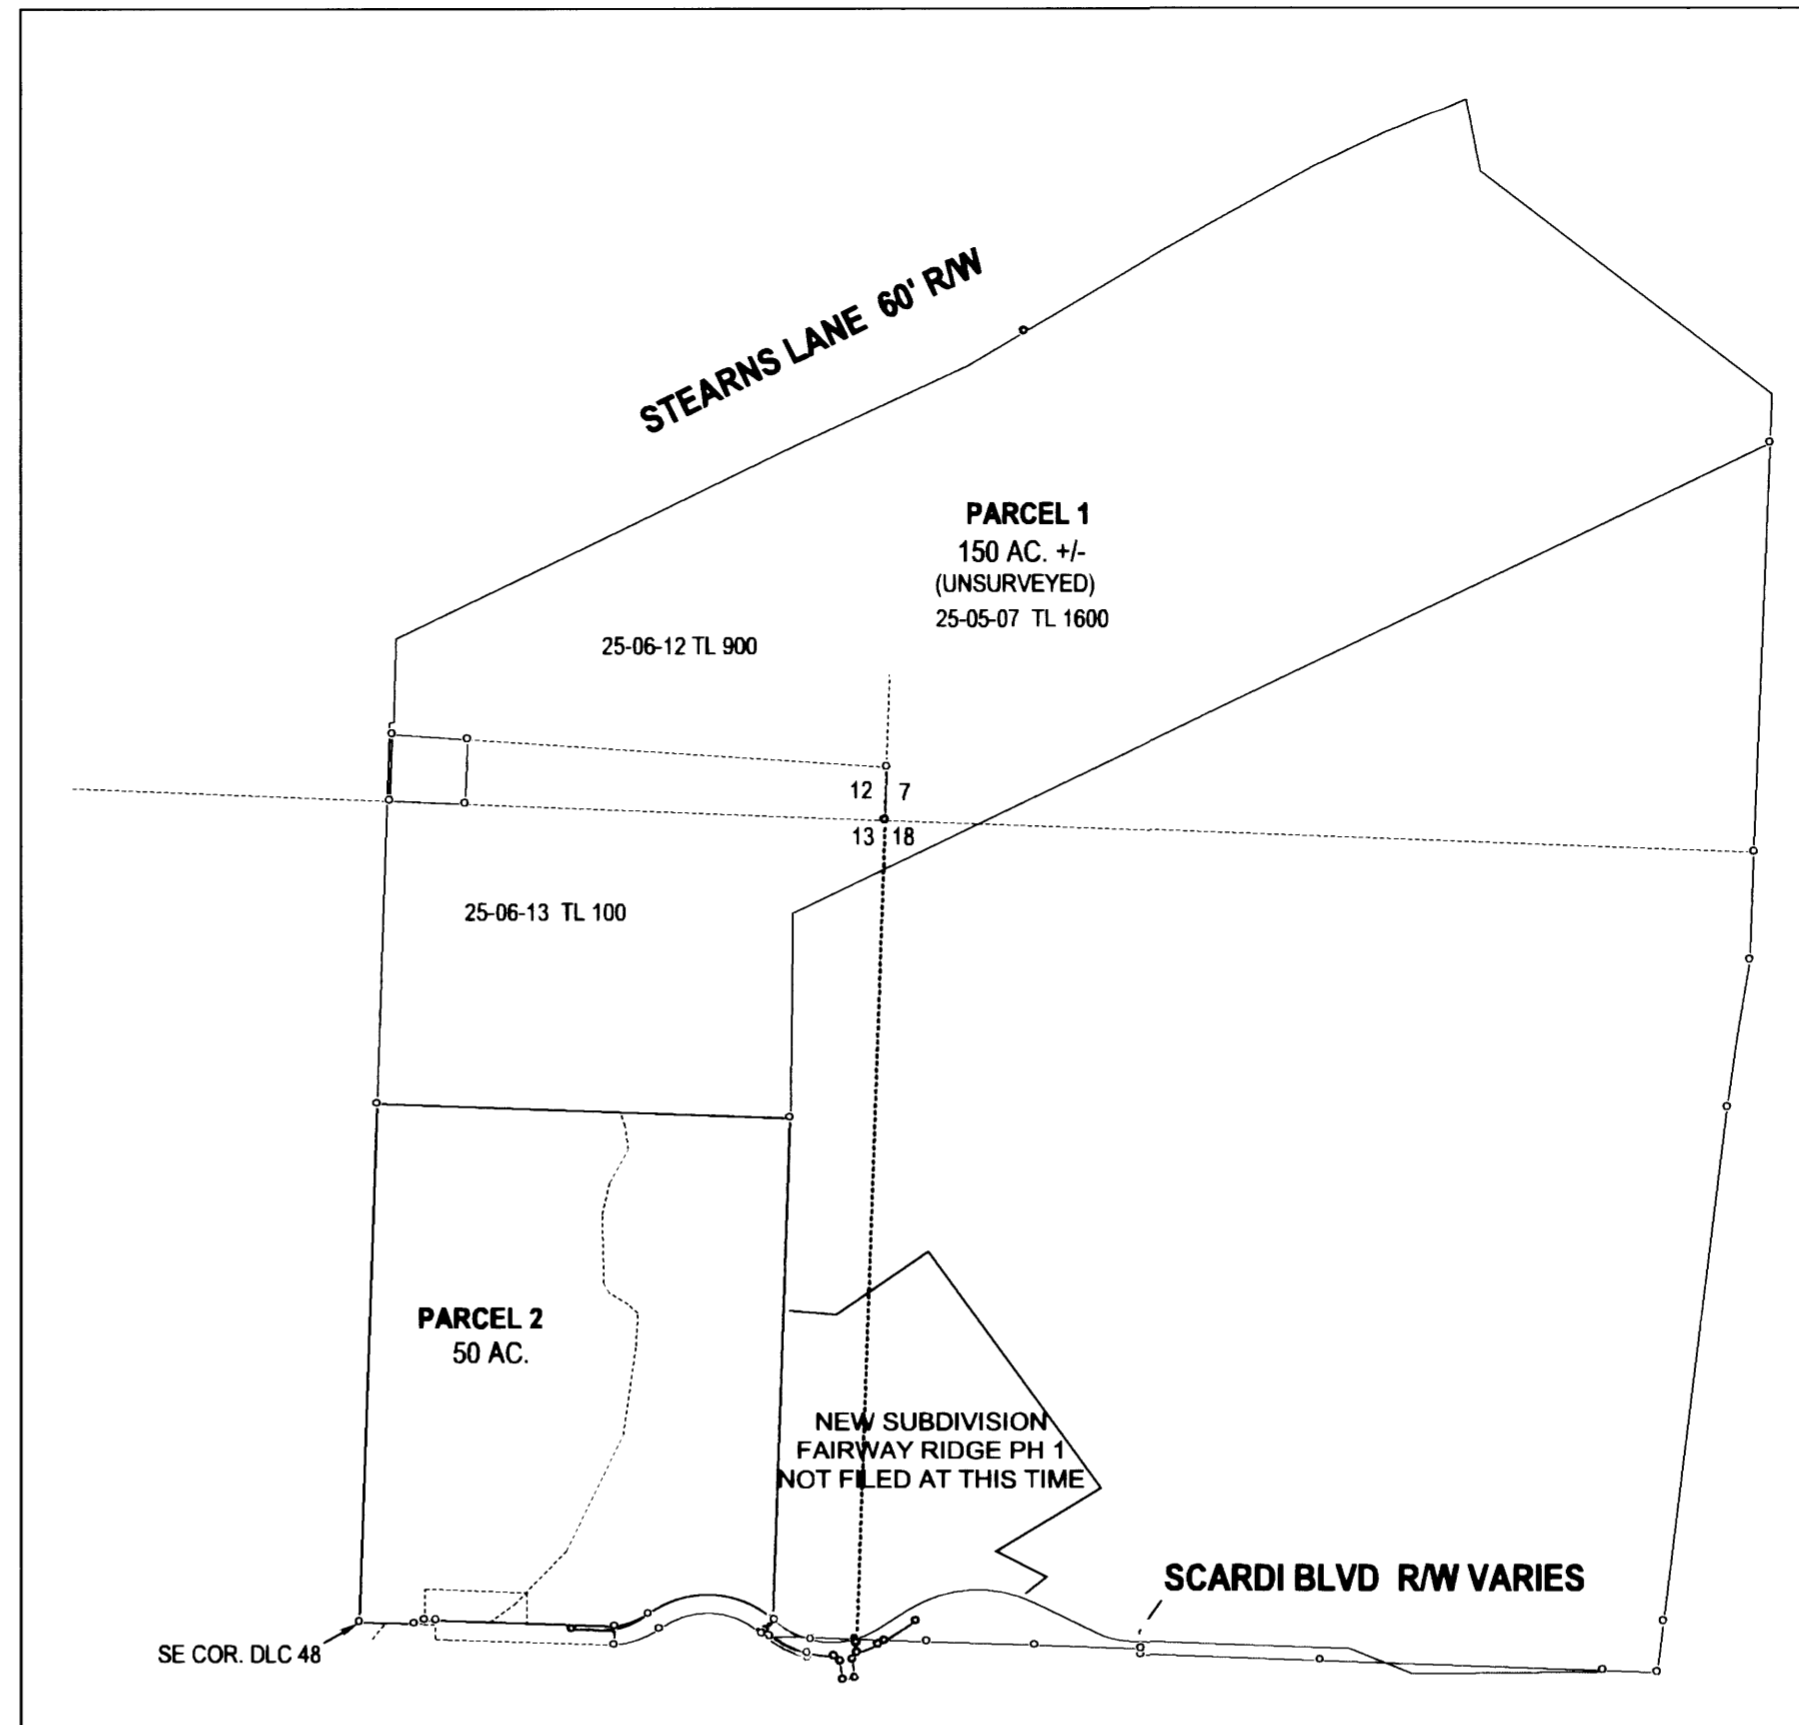 STEARNS LANE 60' R/W
PARCEL 1
150 AC. +/-
(UNSURVEYED)
25-05-07 TL 1600
25-06-12 TL 900
12 7
13 18
25-06-13 TL 100
PARCEL 2
50 AC.
NEW SUBDIVISION
FAIRWAY RIDGE PH 1
NOT FILED AT THIS TIME
SCARDI BLVD R/W VARIES
SE COR. DLC 48